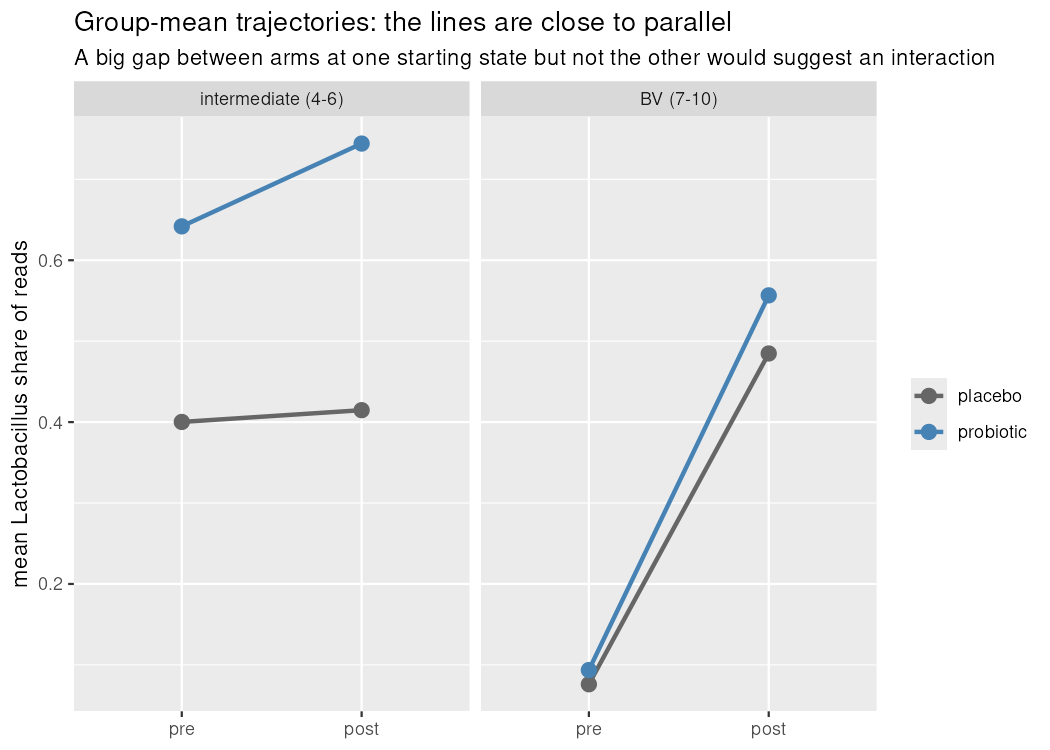 Group-mean trajectories: the lines are close to parallel
A big gap between arms at one starting state but not the other would suggest an interaction
intermediate (4-6)
BV (7-10)
mean Lactobacillus share of reads
0.6
0.4
0.2
pre
post
pre
post
placebo
probiotic